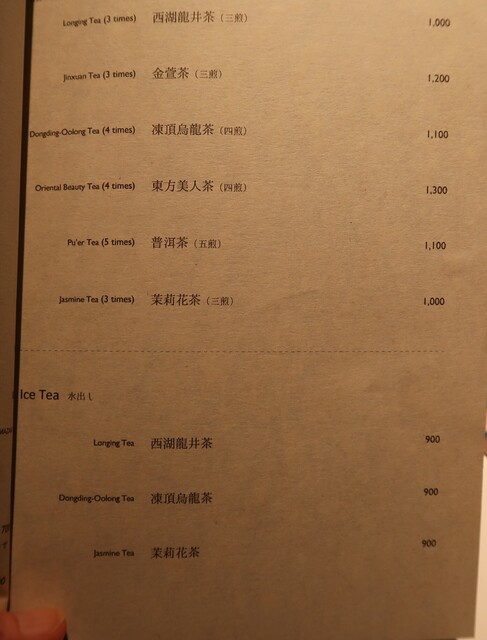 Longing Tea (3 times) 西湖龍井茶 (三煎) 1,000
Jinxuan Tea (3 times) 金萱茶 (三煎) 1,200
Dongding-Oolong Tea (4 times) 凍頂烏龍茶 (四煎) 1,100
Oriental Beauty Tea (4 times) 東方美人茶 (四煎) 1,300
Pu'er Tea (5 times) 普洱茶 (五煎) 1,100
Jasmine Tea (3 times) 茉莉花茶 (三煎) 1,000
Ice Tea 水出し
Longing Tea 西湖龍井茶 900
Dongding-Oolong Tea 凍頂烏龍茶 900
Jasmine Tea 茉莉花茶 900